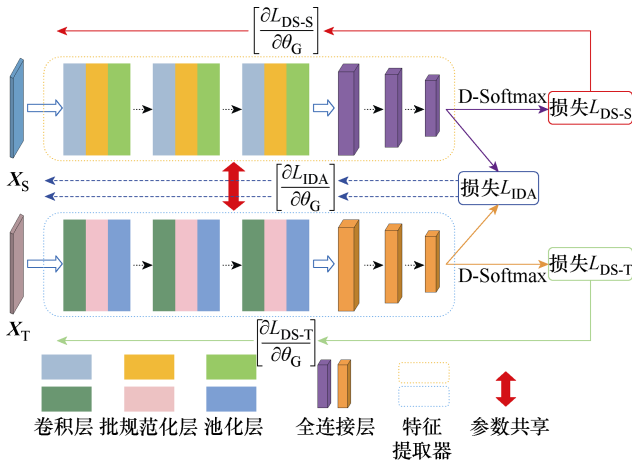 [∂L_DS-S/∂θ_G]
D-Softmax
损失L_DS-S
X_S
[∂L_IDA/∂θ_G]
损失L_IDA
D-Softmax
损失L_DS-T
X_T
[∂L_DS-T/∂θ_G]
卷积层 批规范化层 池化层 全连接层 特征 参数共享
提取器